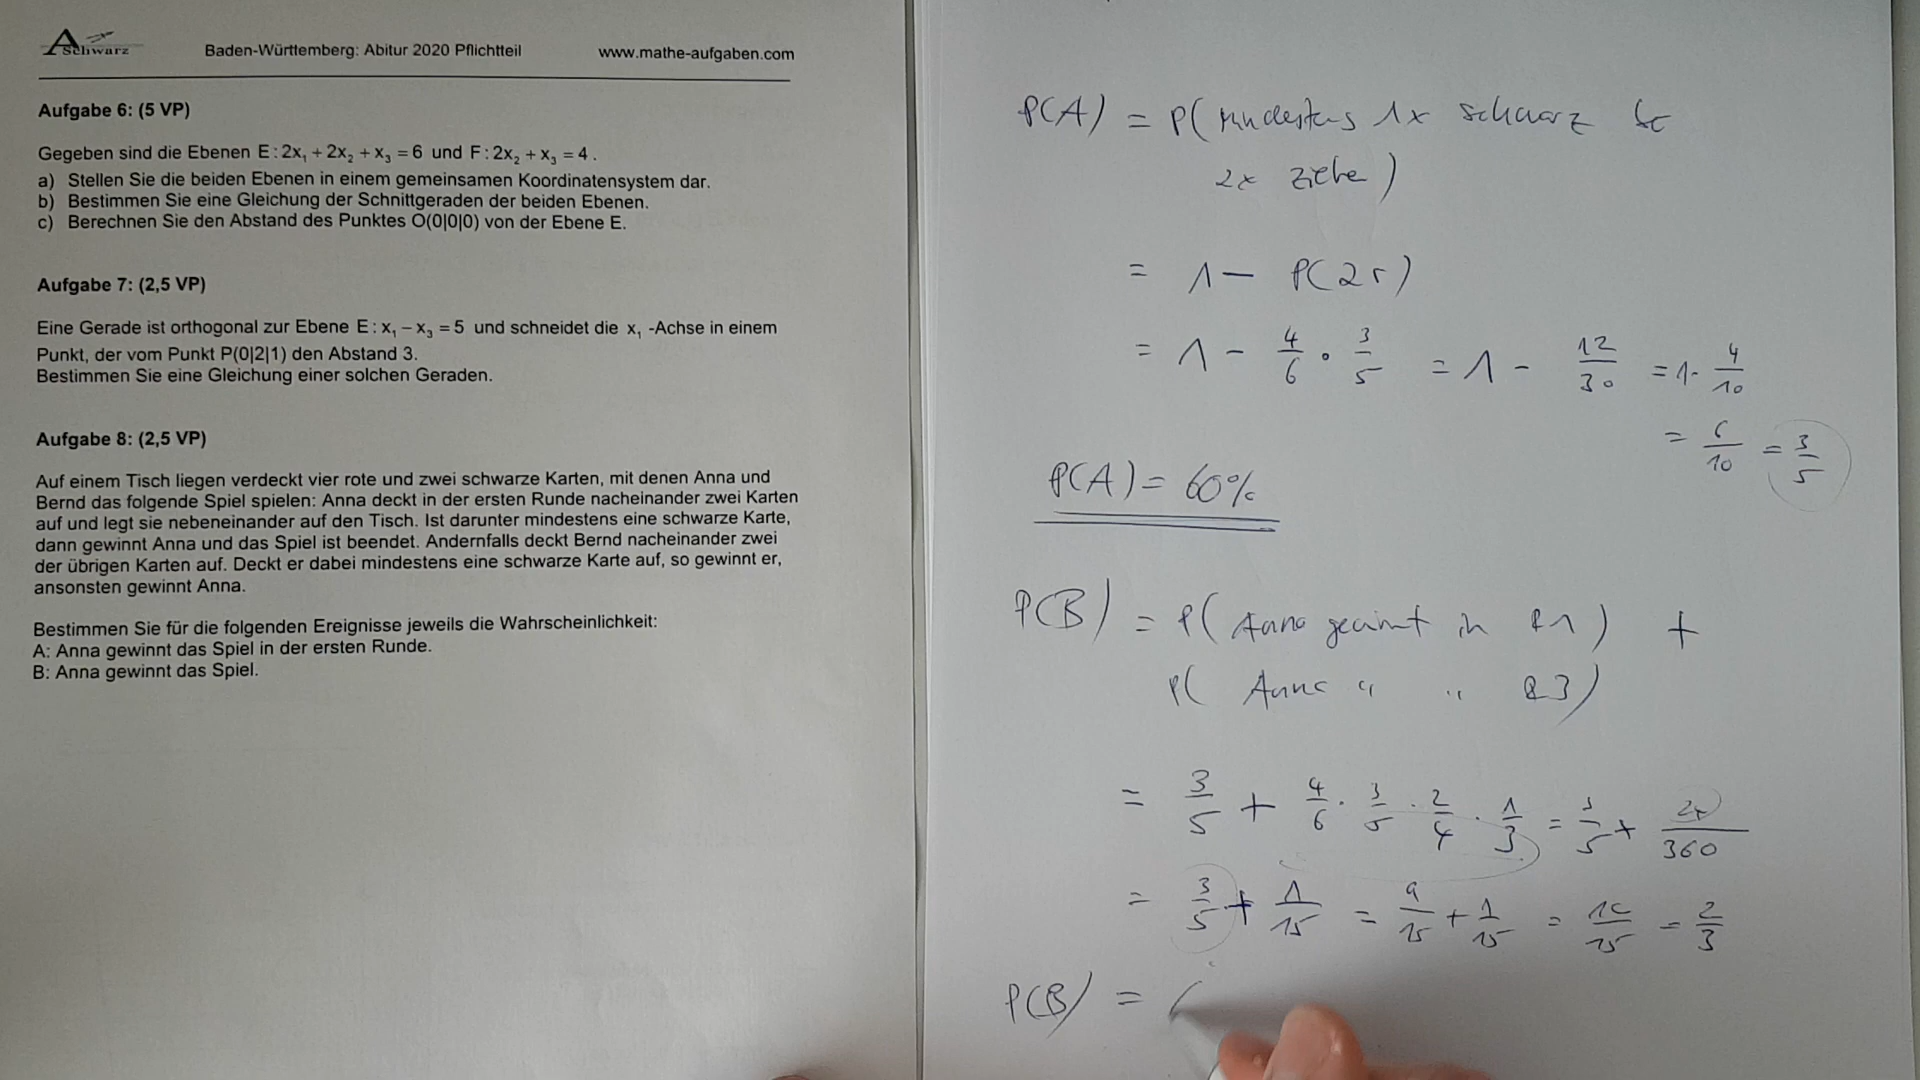 A Schwarz
Baden-Württemberg: Abitur 2020 Pflichtteil
www.mathe-aufgaben.com
Aufgabe 6: (5 VP)
Gegeben sind die Ebenen E: 2x₁ + 2x₂ + x₃ = 6 und F: 2x₂ + x₃ = 4.
a) Stellen Sie die beiden Ebenen in einem gemeinsamen Koordinatensystem dar.
b) Bestimmen Sie eine Gleichung der Schnittgeraden der beiden Ebenen.
c) Berechnen Sie den Abstand des Punktes O(0|0|0) von der Ebene E.
Aufgabe 7: (2,5 VP)
Eine Gerade ist orthogonal zur Ebene E: x₁ – x₃ = 5 und schneidet die x₁ -Achse in einem
Punkt, der vom Punkt P(0|2|1) den Abstand 3.
Bestimmen Sie eine Gleichung einer solchen Geraden.
Aufgabe 8: (2,5 VP)
Auf einem Tisch liegen verdeckt vier rote und zwei schwarze Karten, mit denen Anna und
Bernd das folgende Spiel spielen: Anna deckt in der ersten Runde nacheinander zwei Karten
auf und legt sie nebeneinander auf den Tisch. Ist darunter mindestens eine schwarze Karte,
dann gewinnt Anna und das Spiel ist beendet. Andernfalls deckt Bernd nacheinander zwei
der übrigen Karten auf. Deckt er dabei mindestens eine schwarze Karte auf, so gewinnt er,
ansonsten gewinnt Anna.
Bestimmen Sie für die folgenden Ereignisse jeweils die Wahrscheinlichkeit:
A: Anna gewinnt das Spiel in der ersten Runde.
B: Anna gewinnt das Spiel.
P(A) = P( mindestens 1x schwarz
2x ziehe)
= 1 – P(2r)
= 1 - 4/6 · 3/5 = 1 - 12/30 = 1 - 4/10
= 6/10 = 3/5
P(A) = 60%
P(B) = P( Anna gewinnt in R1) +
P( Anna " " R3)
= 3/5 + 4/6 · 3/5 · 2/4 · 1/3 = 3/5 + 24/360
= 3/5 + 1/15 = 9/15 + 1/15 = 10/15 = 2/3
P(B) =